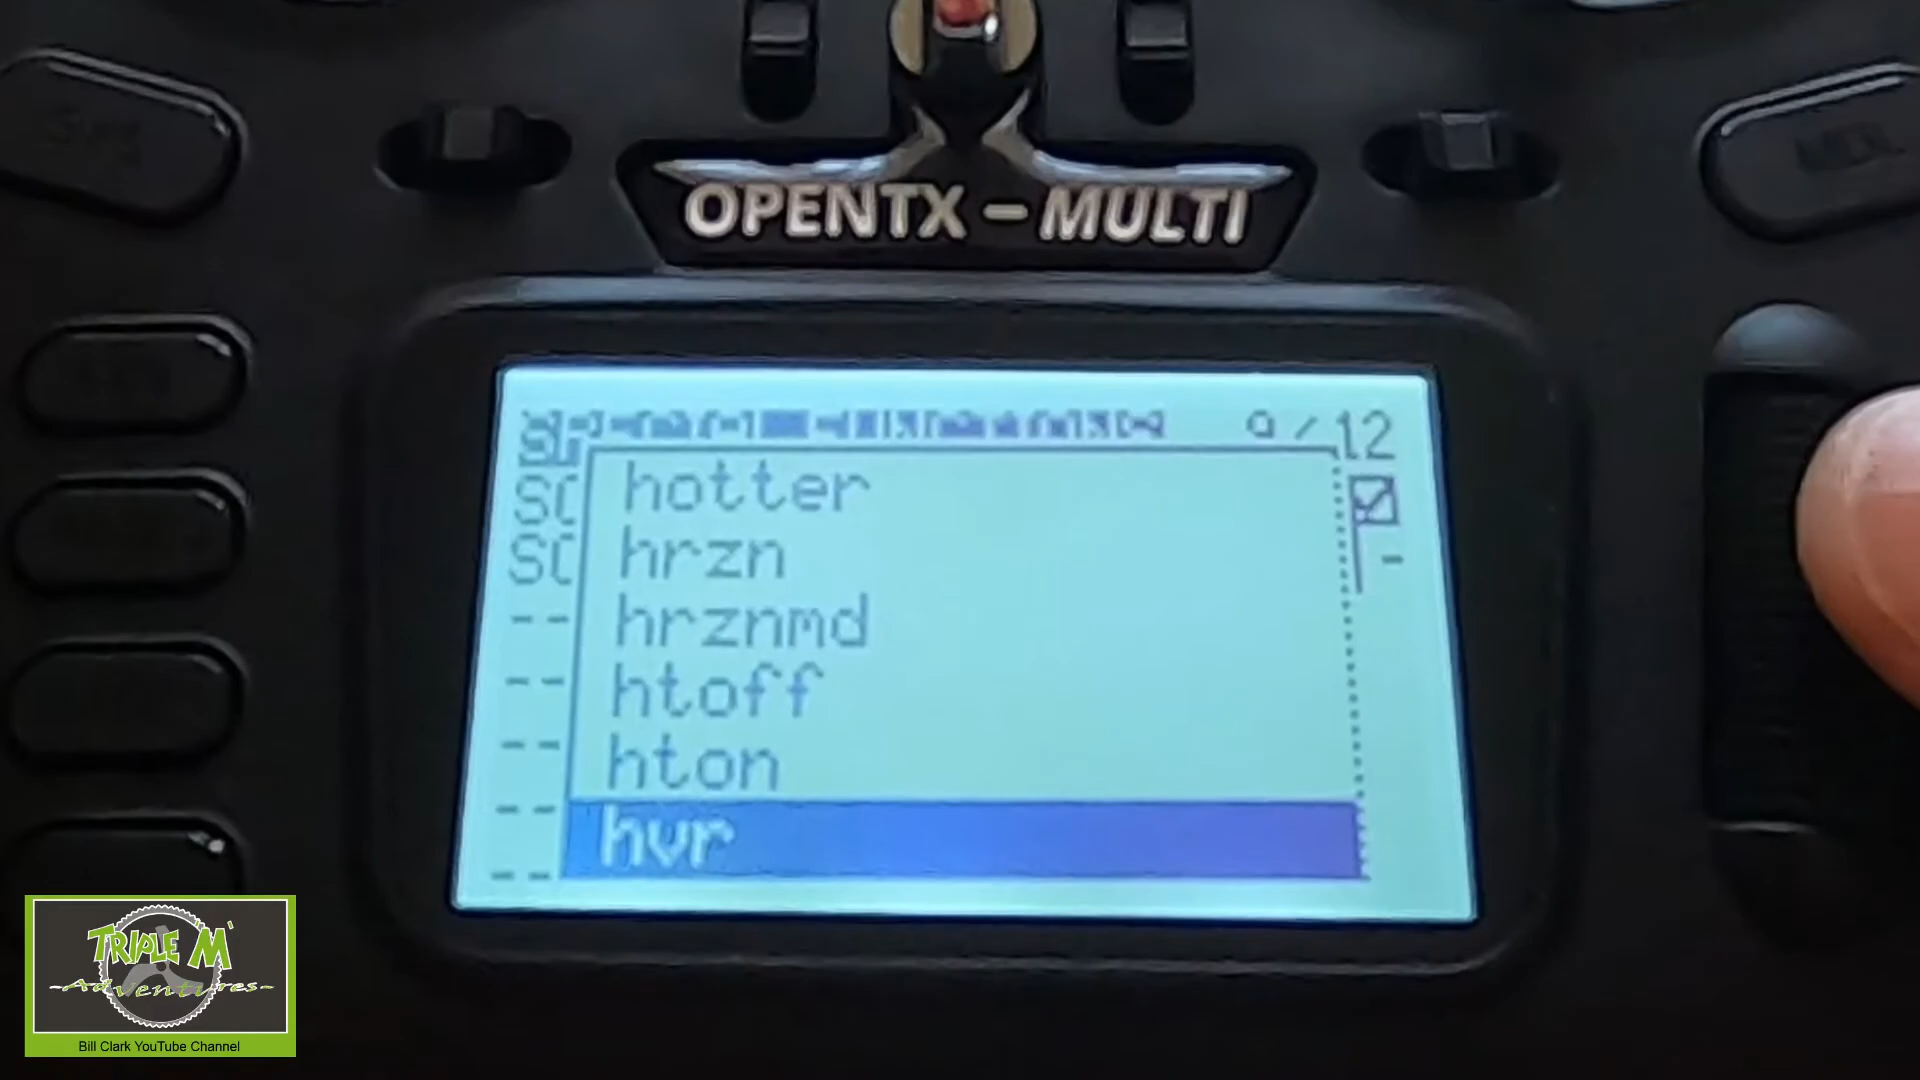 OPENTX – MULTI
9/12
hotter
hrzn
hrznmd
htoff
hton
hvr
TRIPLE M
-Adventures-
Bill Clark YouTube Channel